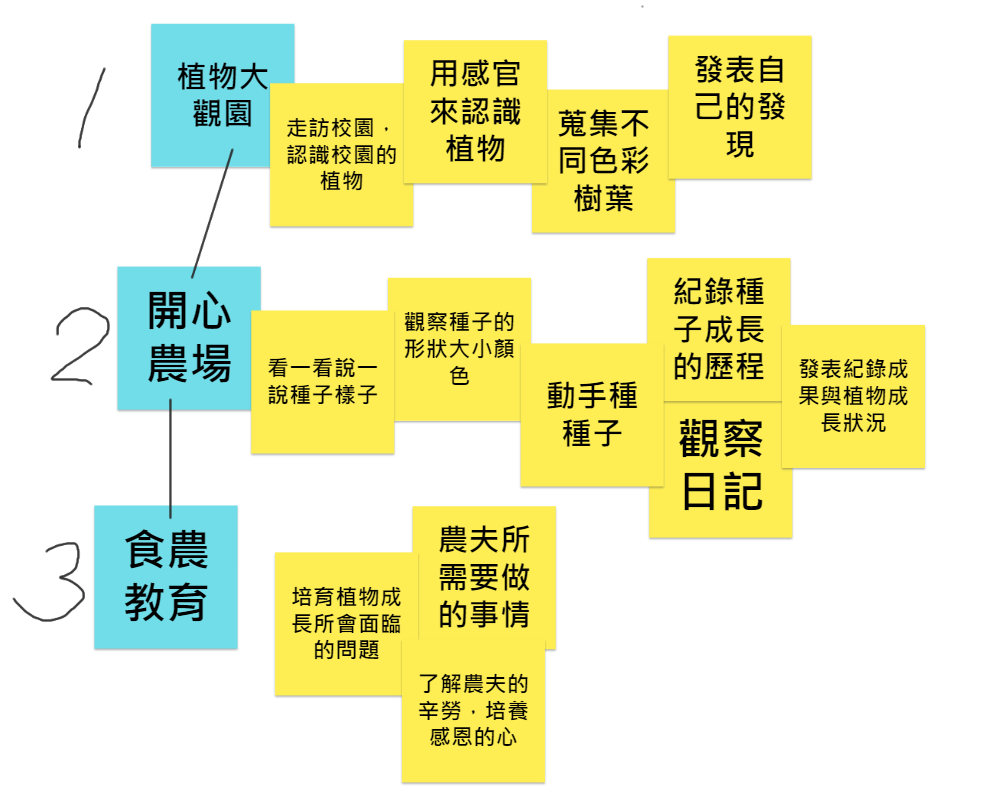 1
植物大
觀園
走訪校園，
認識校園的
植物
用感官
來認識
植物
蒐集不
同色彩
樹葉
發表自
己的發
現
2
開心
農場
看一看說一
說種子樣子
觀察種子的
形狀大小顏
色
動手種
種子
紀錄種
子成長
的歷程
觀察
日記
發表紀錄成
果與植物成
長狀況
3
食農
教育
培育植物成
長所會面臨
的問題
農夫所
需要做
的事情
了解農夫的
辛勞，培養
感恩的心